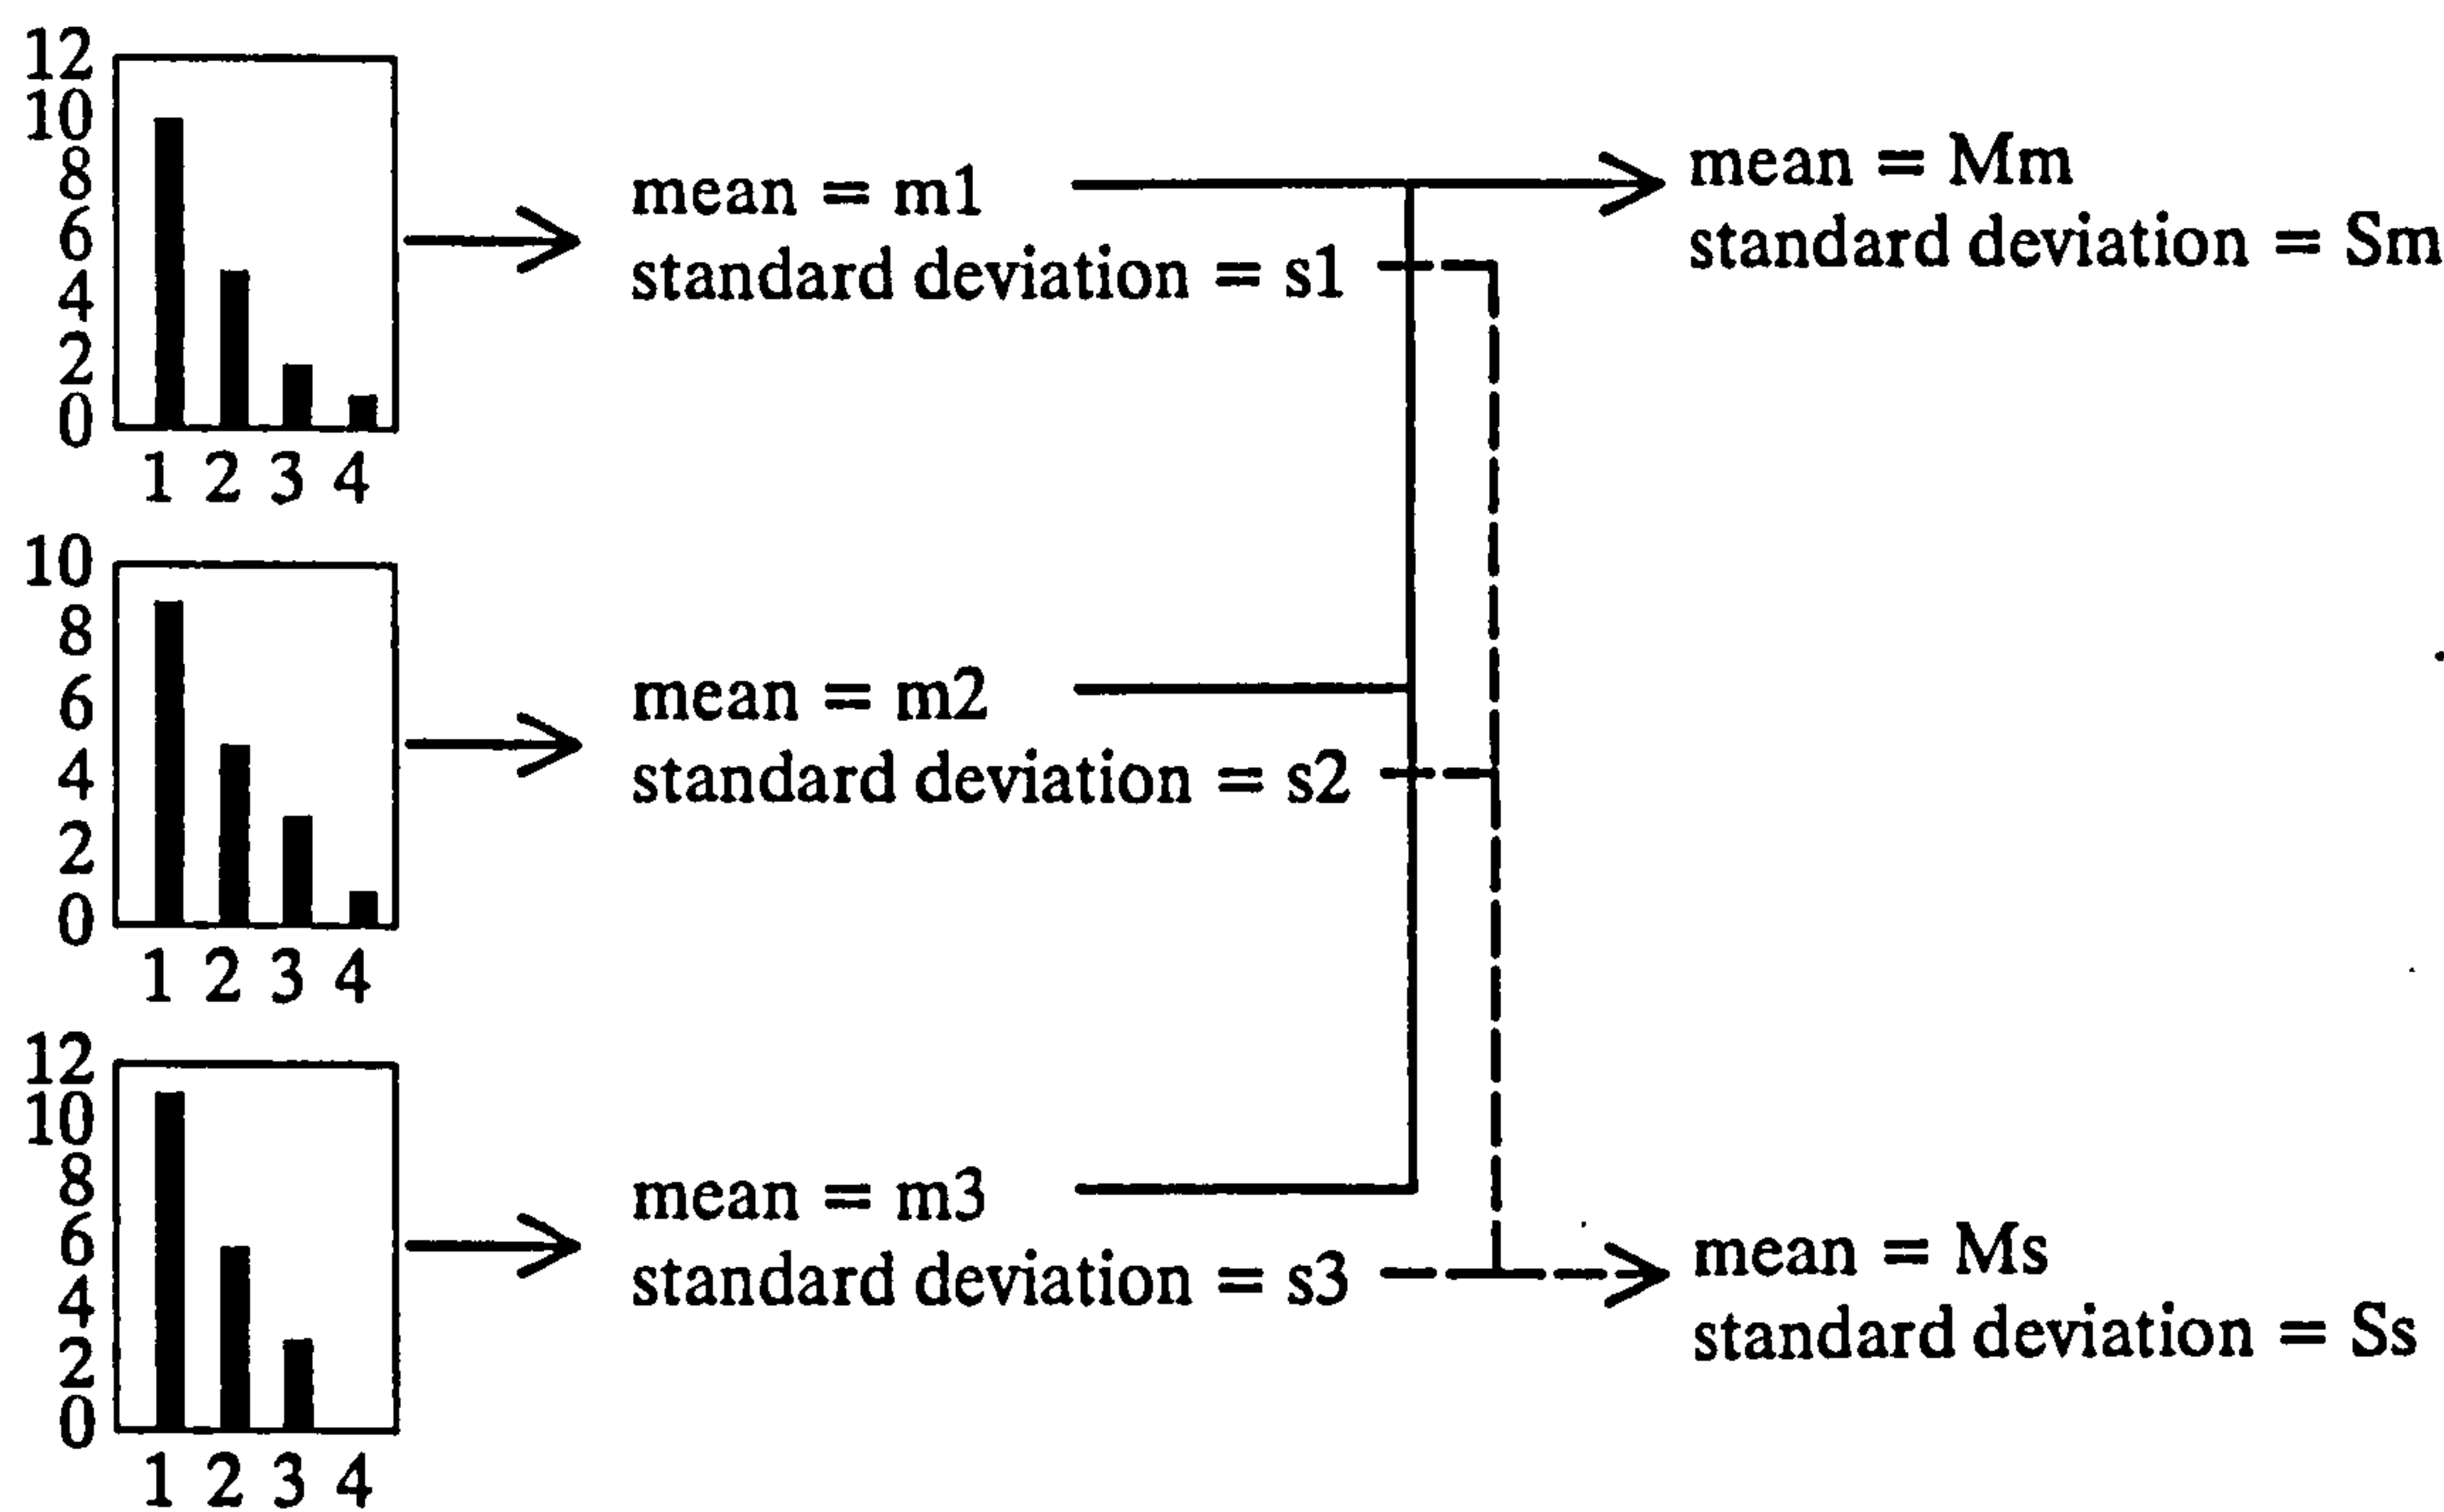 12
10
8
6
4
2
0
1 2 3 4
mean = m1
standard deviation = s1
mean = Mm
standard deviation = Sm
10
8
6
4
2
0
1 2 3 4
mean = m2
standard deviation = s2
12
10
8
6
4
2
0
1 2 3 4
mean = m3
standard deviation = s3
mean = Ms
standard deviation = Ss